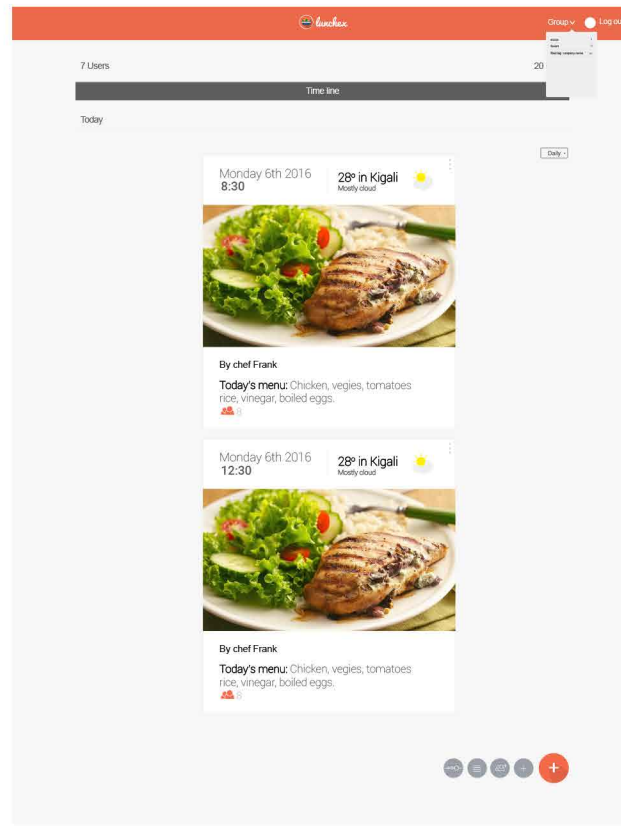 lunchex
Group
Log ou
7 Users
20
Time line
Today
Daily
Monday 6th 2016
8:30
28º in Kigali
Mostly cloud
By chef Frank
Today's menu: Chicken, vegies, tomatoes
rice, vinegar, boiled eggs.
8
Monday 6th 2016
12:30
28º in Kigali
Mostly cloud
By chef Frank
Today's menu: Chicken, vegies, tomatoes
rice, vinegar, boiled eggs.
8